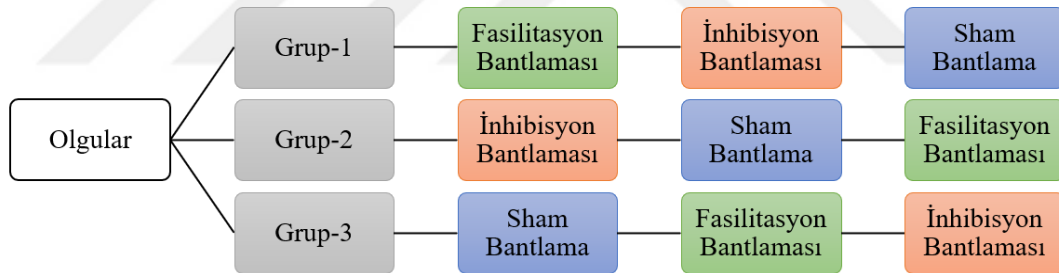 Olgular
Grup-1
Fasilitasyon
Bantlaması
İnhibisyon
Bantlaması
Sham
Bantlama
Grup-2
İnhibisyon
Bantlaması
Sham
Bantlama
Fasilitasyon
Bantlaması
Grup-3
Sham
Bantlama
Fasilitasyon
Bantlaması
İnhibisyon
Bantlaması